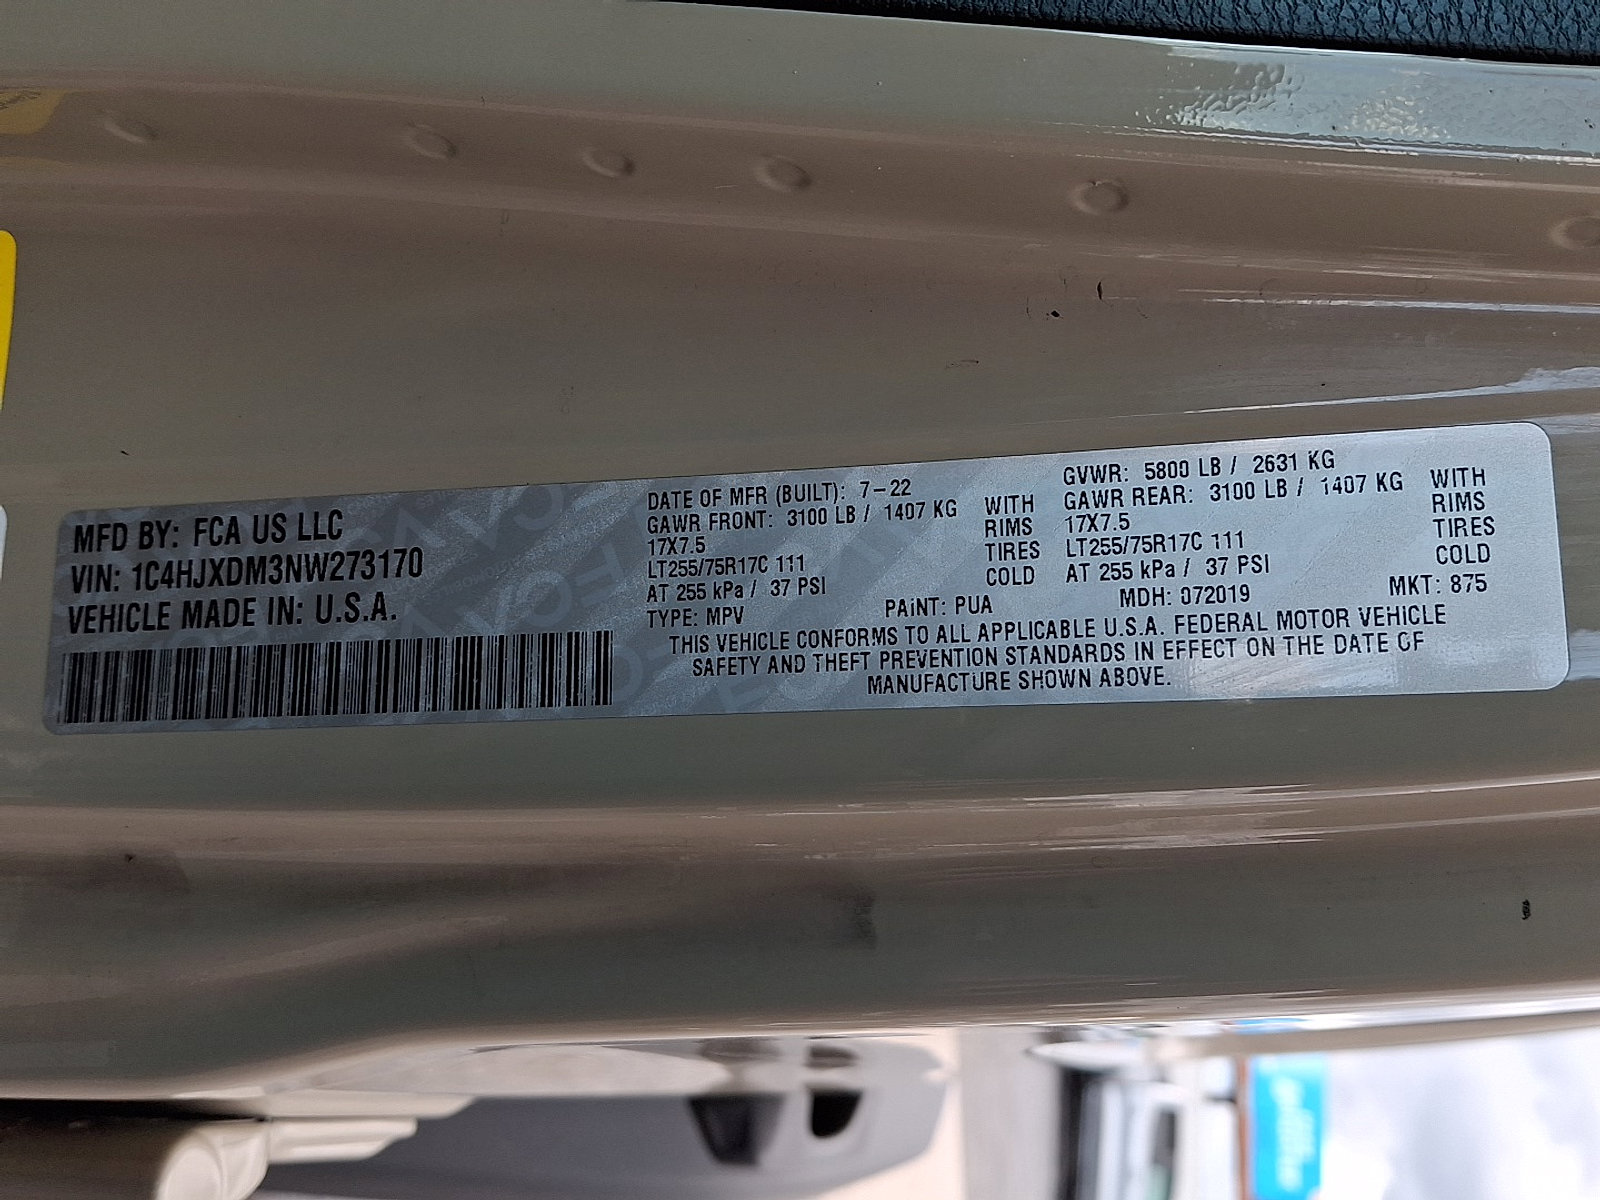 MFD BY: FCA US LLC
VIN: 1C4HJXDM3NW273170
VEHICLE MADE IN: U.S.A.
DATE OF MFR (BUILT): 7-22
GAWR FRONT: 3100 LB / 1407 KG WITH
17X7.5 RIMS
LT255/75R17C 111 TIRES
AT 255 kPa / 37 PSI COLD
GVWR: 5800 LB / 2631 KG
GAWR REAR: 3100 LB / 1407 KG WITH
17X7.5 RIMS
LT255/75R17C 111 TIRES
AT 255 kPa / 37 PSI COLD
TYPE: MPV PAINT: PUA MDH: 072019 MKT: 875
THIS VEHICLE CONFORMS TO ALL APPLICABLE U.S.A. FEDERAL MOTOR VEHICLE
SAFETY AND THEFT PREVENTION STANDARDS IN EFFECT ON THE DATE OF
MANUFACTURE SHOWN ABOVE.